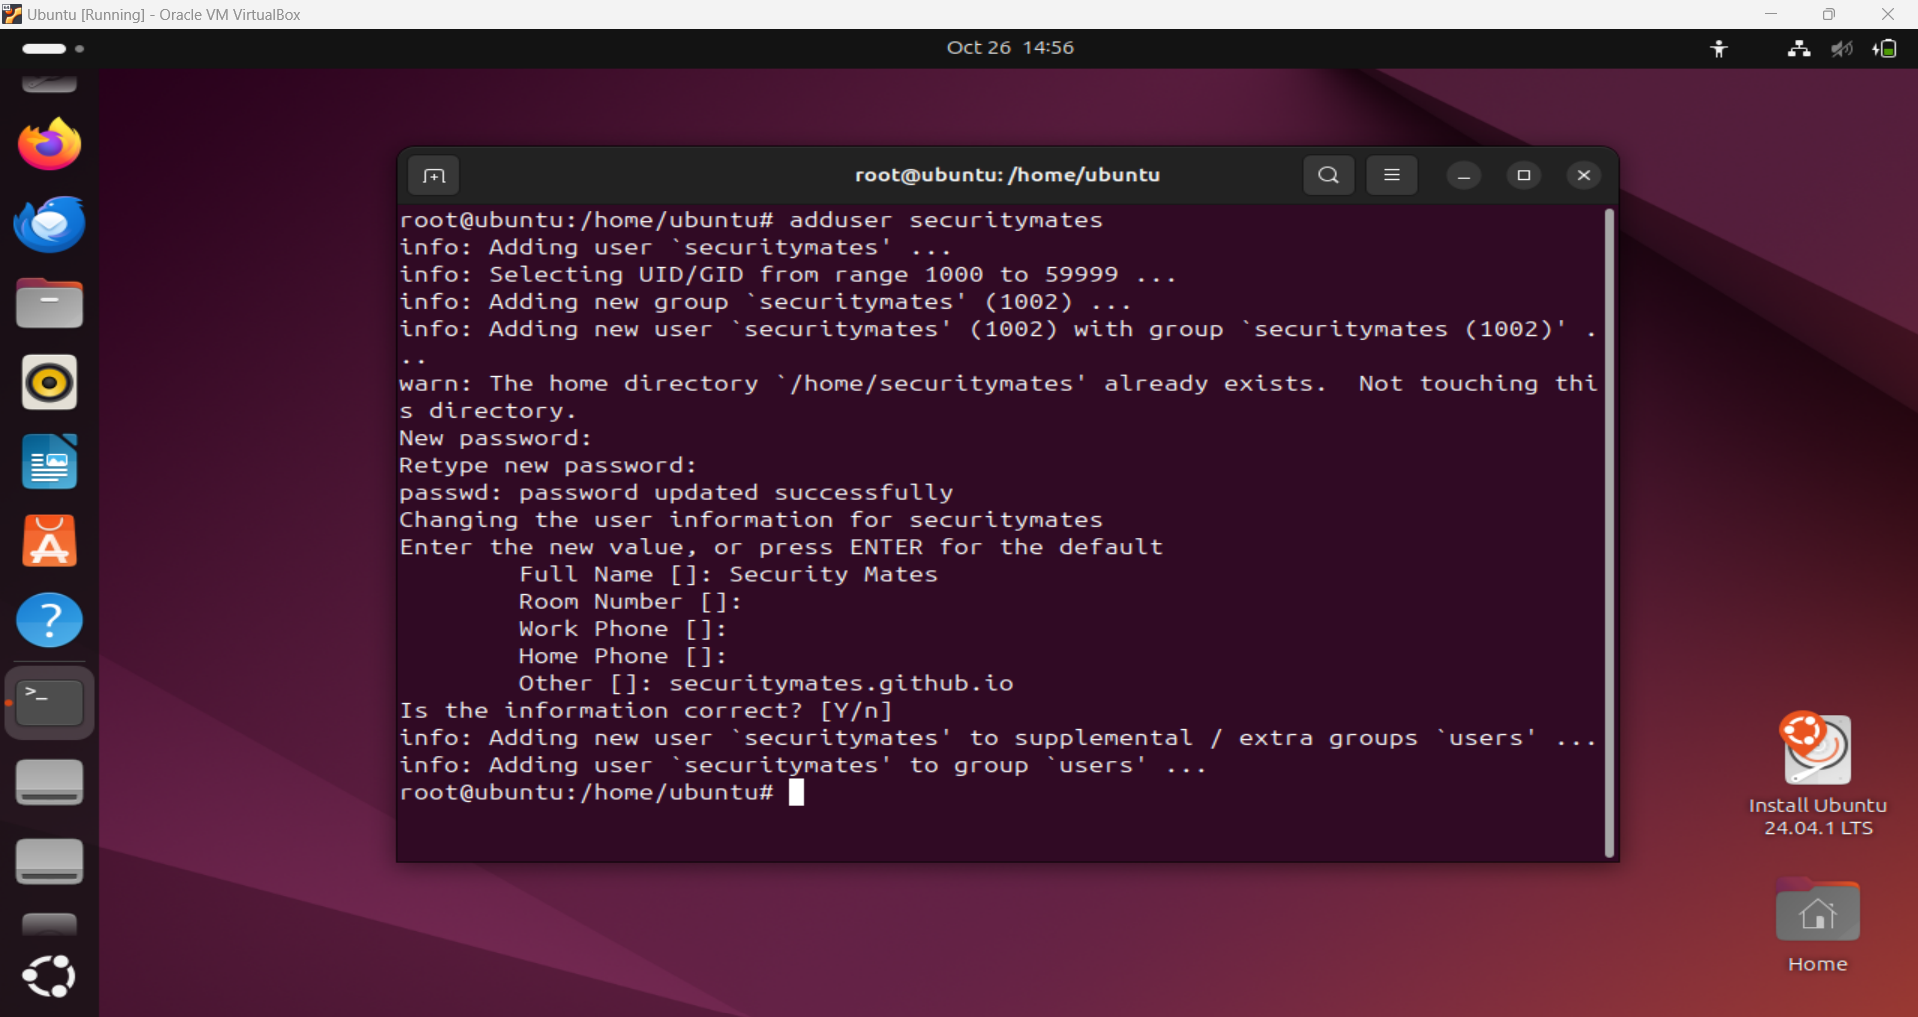 Ubuntu [Running] - Oracle VM VirtualBox
Oct 26 14:56
root@ubuntu: /home/ubuntu
root@ubuntu:/home/ubuntu# adduser securitymates
info: Adding user `securitymates' ...
info: Selecting UID/GID from range 1000 to 59999 ...
info: Adding new group `securitymates' (1002) ...
info: Adding new user `securitymates' (1002) with group `securitymates (1002)' .
..
warn: The home directory `/home/securitymates' already exists.  Not touching thi
s directory.
New password:
Retype new password:
passwd: password updated successfully
Changing the user information for securitymates
Enter the new value, or press ENTER for the default
        Full Name []: Security Mates
        Room Number []:
        Work Phone []:
        Home Phone []:
        Other []: securitymates.github.io
Is the information correct? [Y/n]
info: Adding new user `securitymates' to supplemental / extra groups `users' ...
info: Adding user `securitymates' to group `users' ...
root@ubuntu:/home/ubuntu#
Install Ubuntu
24.04.1 LTS
Home